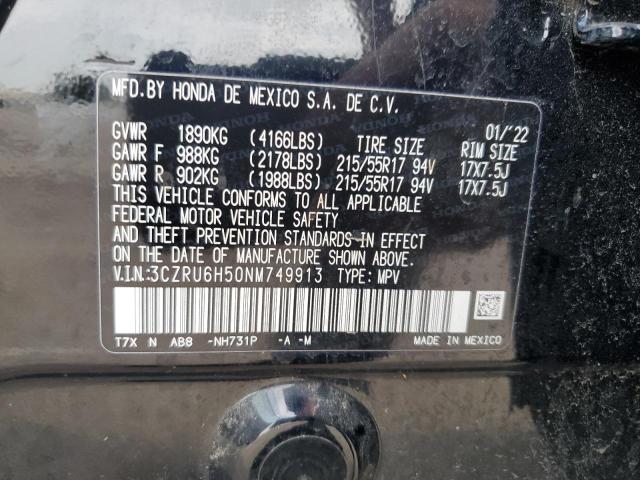 MFD. BY HONDA DE MEXICO S.A. DE C.V.
01/'22
GVWR 1890KG (4166LBS) TIRE SIZE RIM SIZE
GAWR F 988KG (2178LBS) 215/55R17 94V 17X7.5J
GAWR R 902KG (1988LBS) 215/55R17 94V 17X7.5J
THIS VEHICLE CONFORMS TO ALL APPLICABLE
FEDERAL MOTOR VEHICLE SAFETY
AND THEFT PREVENTION STANDARDS IN EFFECT
ON THE DATE OF MANUFACTURE
SHOWN ABOVE.
V.I.N.:3CZRU6H50NM749913 TYPE: MPV
T7X N AB8 -NH731P -A -M MADE IN MEXICO